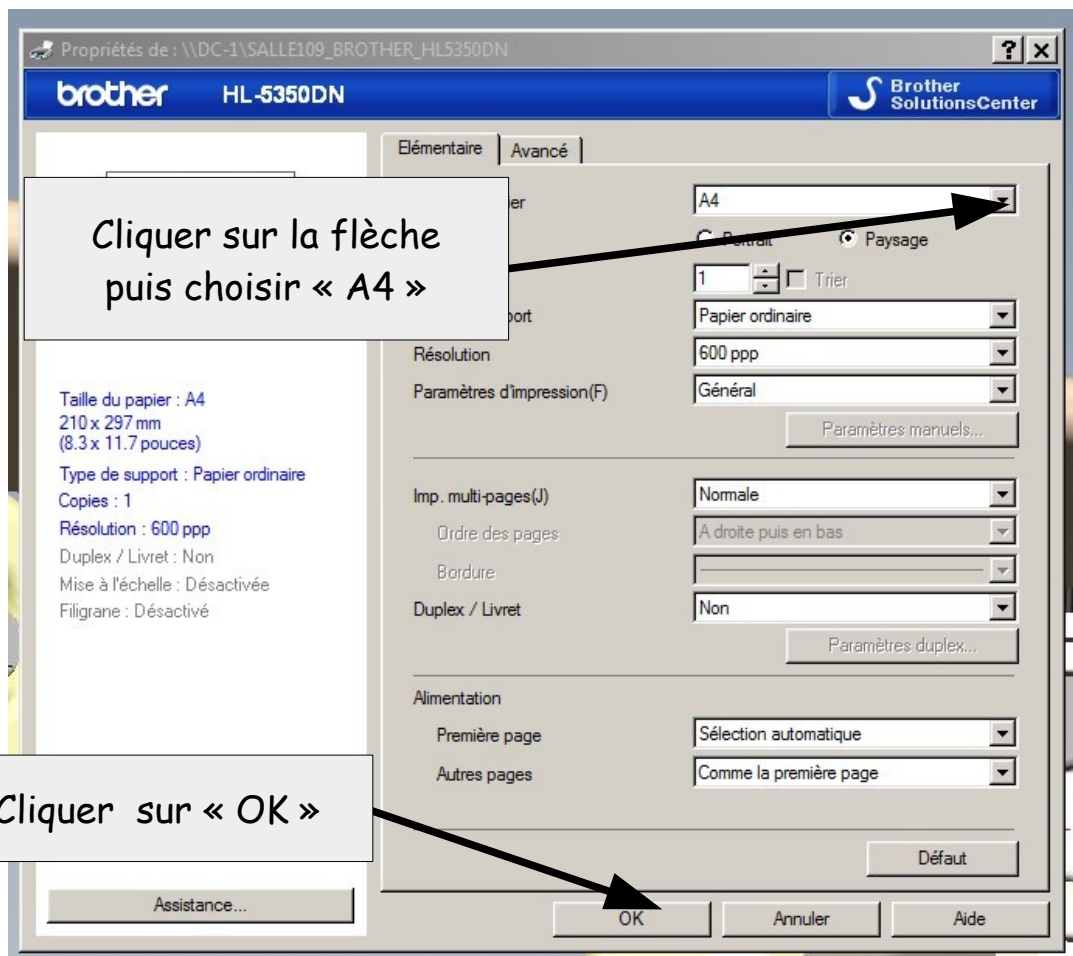 Propriétés de : \\DC-1\SALLE109_BROTHER_HL5350DN
brother HL-5350DN
Brother
SolutionsCenter
Elémentaire Avancé
A4
Cliquer sur la flèche
puis choisir « A4 »
Paysage
1 Trier
Papier ordinaire
Résolution 600 ppp
Paramètres d'impression(F) Général
Paramètres manuels...
Taille du papier : A4
210 x 297 mm
(8.3 x 11.7 pouces)
Type de support : Papier ordinaire
Copies : 1
Résolution : 600 ppp
Duplex / Livret : Non
Mise à l'échelle : Désactivée
Filigrane : Désactivé
Imp. multi-pages(J) Normale
Ordre des pages A droite puis en bas
Bordure
Duplex / Livret Non
Paramètres duplex...
Alimentation
Première page Sélection automatique
Autres pages Comme la première page
Cliquer sur « OK »
Défaut
Assistance...
OK Annuler Aide